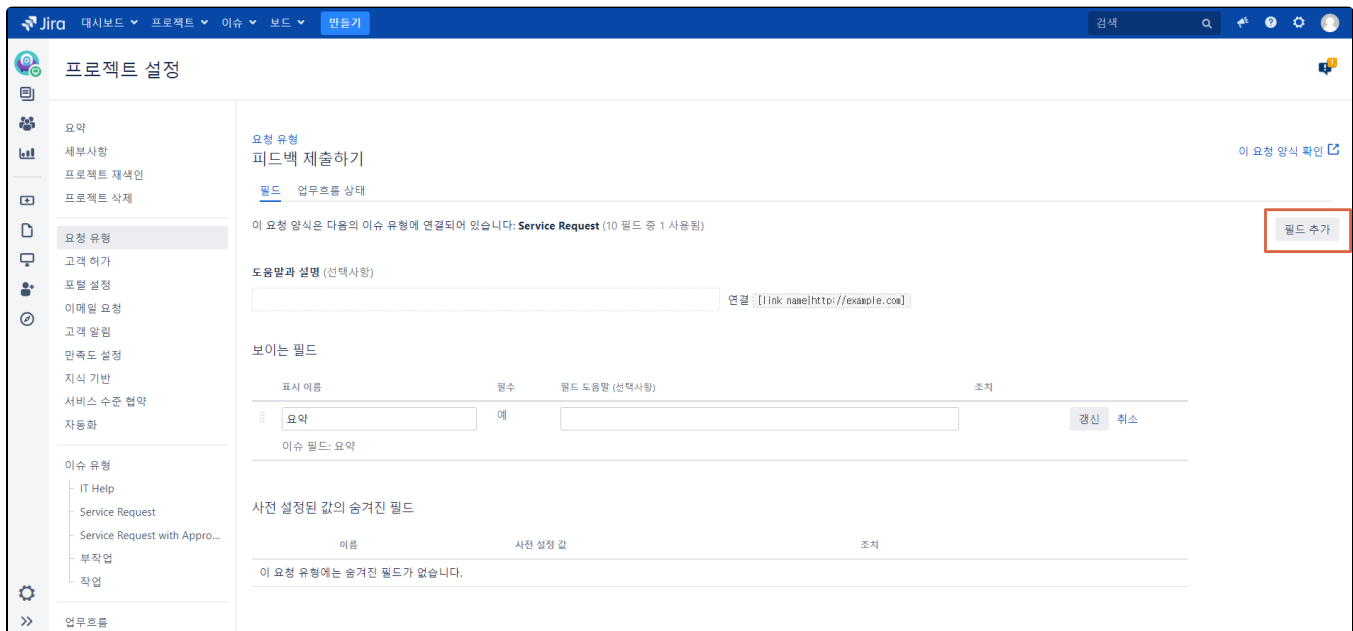 Jira 대시보드 프로젝트 이슈 보드 만들기 검색
프로젝트 설정
요약
세부사항
프로젝트 재색인
프로젝트 삭제
요청 유형
고객 허가
포털 설정
이메일 요청
고객 알림
만족도 설정
지식 기반
서비스 수준 협약
자동화
이슈 유형
IT Help
Service Request
Service Request with Appro...
부작업
작업
업무흐름
요청 유형
피드백 제출하기
이 요청 양식 확인
필드 업무흐름 상태
이 요청 양식은 다음의 이슈 유형에 연결되어 있습니다: Service Request (10 필드 중 1 사용됨)
필드 추가
도움말과 설명 (선택사항)
연결 [link name|http://example.com]
보이는 필드
표시 이름 필수 필드 도움말 (선택사항) 조치
요약 예 갱신 취소
이슈 필드: 요약
사전 설정된 값의 숨겨진 필드
이름 사전 설정 값 조치
이 요청 유형에는 숨겨진 필드가 없습니다.